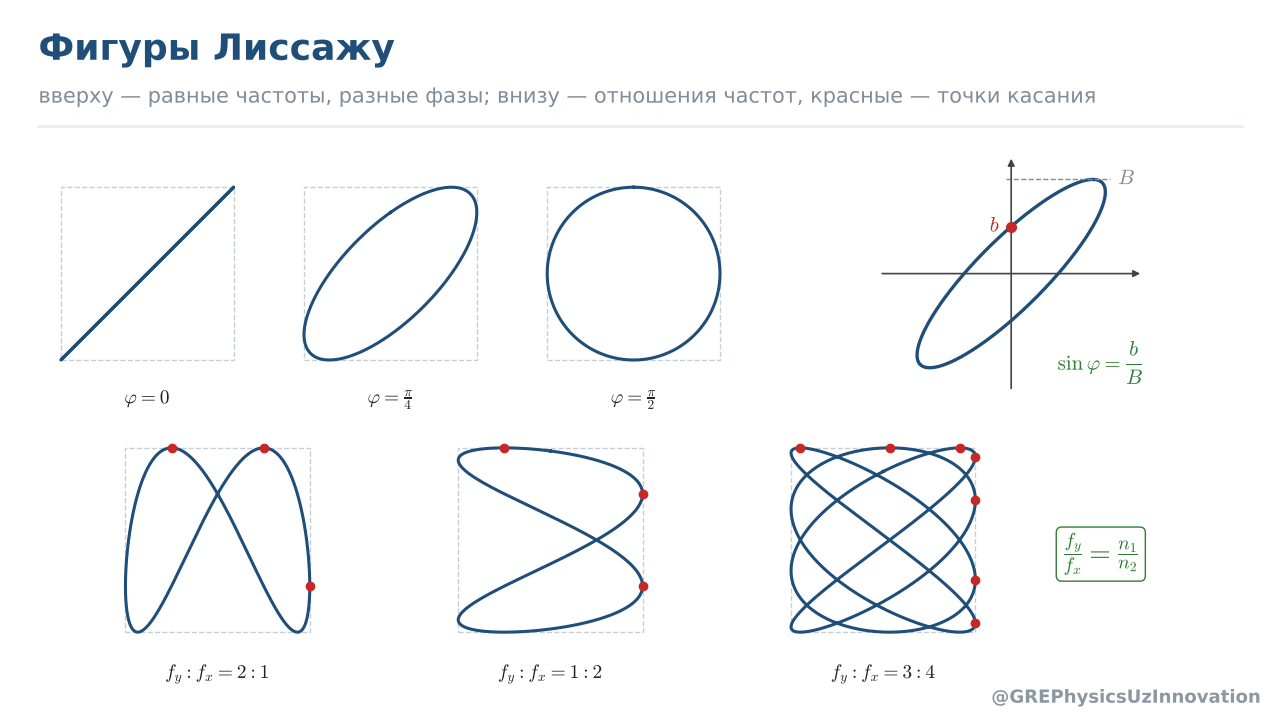 Фигуры Лиссажу
вверху — равные частоты, разные фазы; внизу — отношения частот, красные — точки касания
B
b
sin φ = b/B
φ = 0
φ = π/4
φ = π/2
f_y/f_x = n_1/n_2
f_y : f_x = 2 : 1
f_y : f_x = 1 : 2
f_y : f_x = 3 : 4
@GREPhysicsUzInnovation